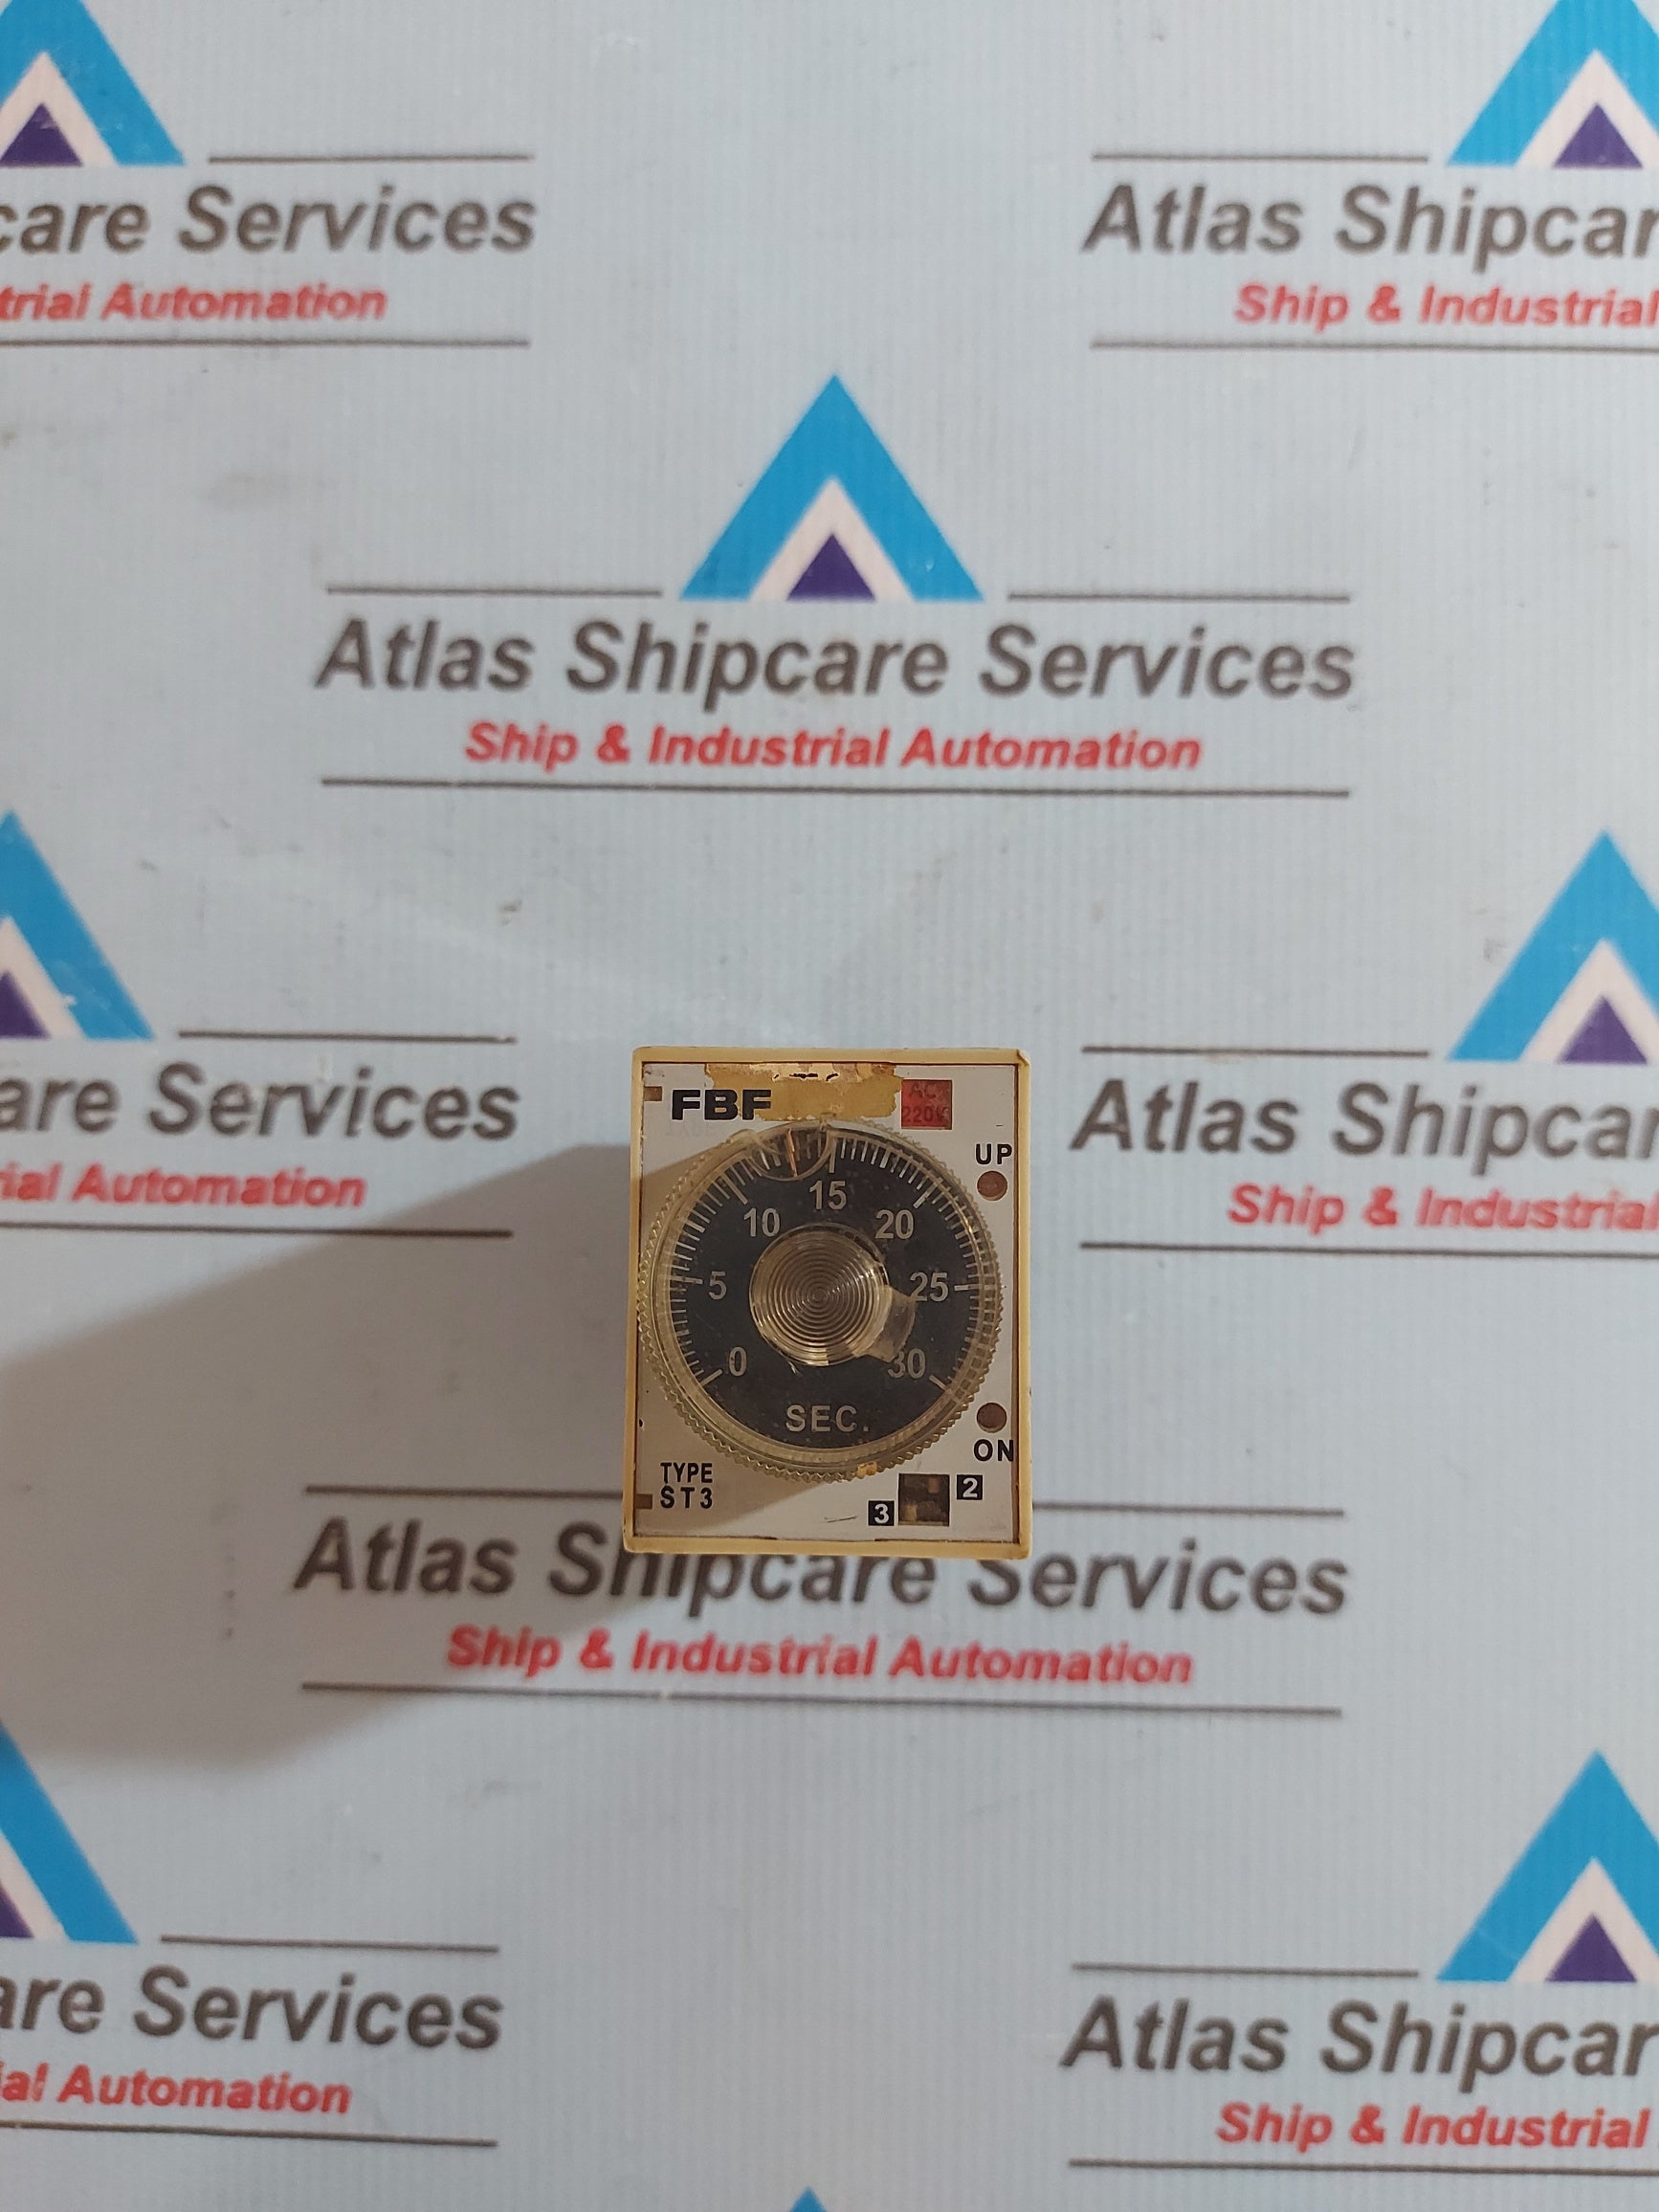 care Services
trial Automation
Atlas Shipcar
Ship & Industrial
Atlas Shipcare Services
Ship & Industrial Automation
are Services
ial Automation
Atlas Shipcar
Ship & Industrial
FBF
AC
220V
UP
15
10
20
5
25
0
30
SEC.
ON
TYPE
ST3
2
3
Atlas Shipcare Services
Ship & Industrial Automation
are Services
ial Automation
Atlas Shipcar
Ship & Industrial